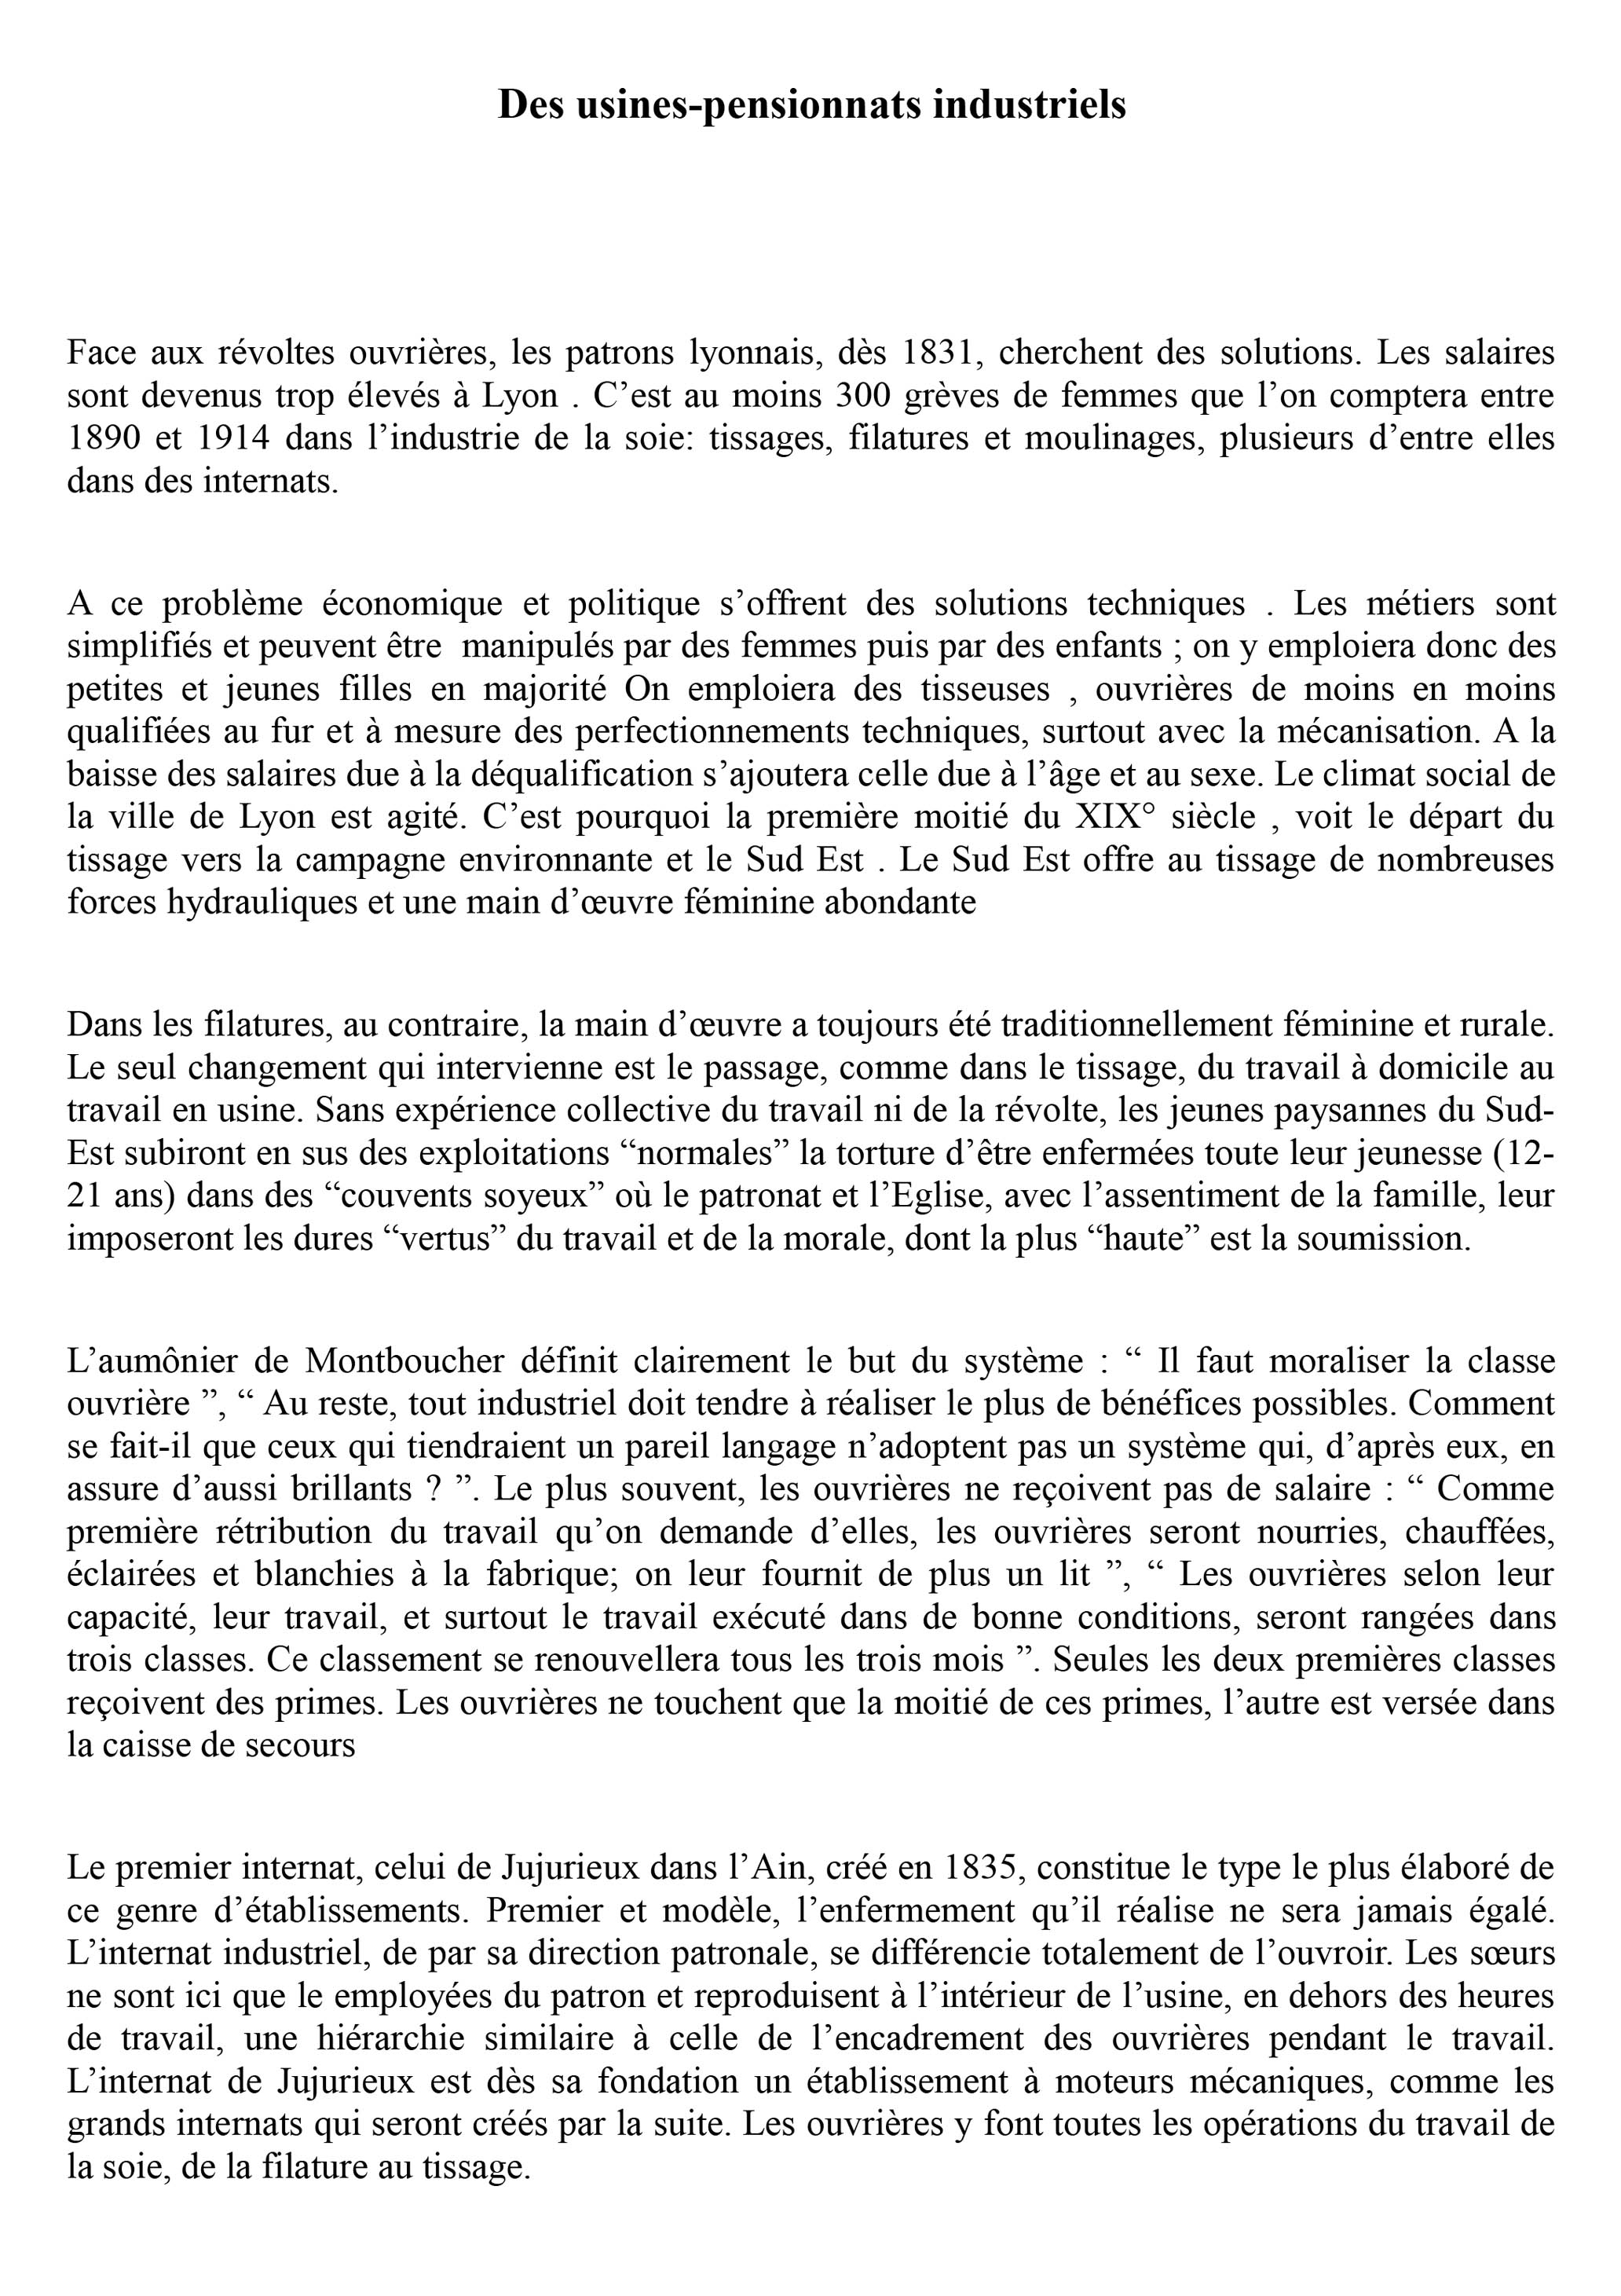 Des usines-pensionnats industriels
Face aux révoltes ouvrières, les patrons lyonnais, dès 1831, cherchent des solutions. Les salaires
sont devenus trop élevés à Lyon . C’est au moins 300 grèves de femmes que l’on comptera entre
1890 et 1914 dans l’industrie de la soie: tissages, filatures et moulinages, plusieurs d’entre elles
dans des internats.
A ce problème économique et politique s’offrent des solutions techniques . Les métiers sont
simplifiés et peuvent être  manipulés par des femmes puis par des enfants ; on y emploiera donc des
petites et jeunes filles en majorité On emploiera des tisseuses , ouvrières de moins en moins
qualifiées au fur et à mesure des perfectionnements techniques, surtout avec la mécanisation. A la
baisse des salaires due à la déqualification s’ajoutera celle due à l’âge et au sexe. Le climat social de
la ville de Lyon est agité. C’est pourquoi la première moitié du XIX° siècle , voit le départ du
tissage vers la campagne environnante et le Sud Est . Le Sud Est offre au tissage de nombreuses
forces hydrauliques et une main d’œuvre féminine abondante
Dans les filatures, au contraire, la main d’œuvre a toujours été traditionnellement féminine et rurale.
Le seul changement qui intervienne est le passage, comme dans le tissage, du travail à domicile au
travail en usine. Sans expérience collective du travail ni de la révolte, les jeunes paysannes du Sud-
Est subiront en sus des exploitations “normales” la torture d’être enfermées toute leur jeunesse (12-
21 ans) dans des “couvents soyeux” où le patronat et l’Eglise, avec l’assentiment de la famille, leur
imposeront les dures “vertus” du travail et de la morale, dont la plus “haute” est la soumission.
L’aumônier de Montboucher définit clairement le but du système : “ Il faut moraliser la classe
ouvrière ”, “ Au reste, tout industriel doit tendre à réaliser le plus de bénéfices possibles. Comment
se fait-il que ceux qui tiendraient un pareil langage n’adoptent pas un système qui, d’après eux, en
assure d’aussi brillants ? ”. Le plus souvent, les ouvrières ne reçoivent pas de salaire : “ Comme
première rétribution du travail qu’on demande d’elles, les ouvrières seront nourries, chauffées,
éclairées et blanchies à la fabrique; on leur fournit de plus un lit ”, “ Les ouvrières selon leur
capacité, leur travail, et surtout le travail exécuté dans de bonne conditions, seront rangées dans
trois classes. Ce classement se renouvellera tous les trois mois ”. Seules les deux premières classes
reçoivent des primes. Les ouvrières ne touchent que la moitié de ces primes, l’autre est versée dans
la caisse de secours
Le premier internat, celui de Jujurieux dans l’Ain, créé en 1835, constitue le type le plus élaboré de
ce genre d’établissements. Premier et modèle, l’enfermement qu’il réalise ne sera jamais égalé.
L’internat industriel, de par sa direction patronale, se différencie totalement de l’ouvroir. Les sœurs
ne sont ici que le employées du patron et reproduisent à l’intérieur de l’usine, en dehors des heures
de travail, une hiérarchie similaire à celle de l’encadrement des ouvrières pendant le travail.
L’internat de Jujurieux est dès sa fondation un établissement à moteurs mécaniques, comme les
grands internats qui seront créés par la suite. Les ouvrières y font toutes les opérations du travail de
la soie, de la filature au tissage.